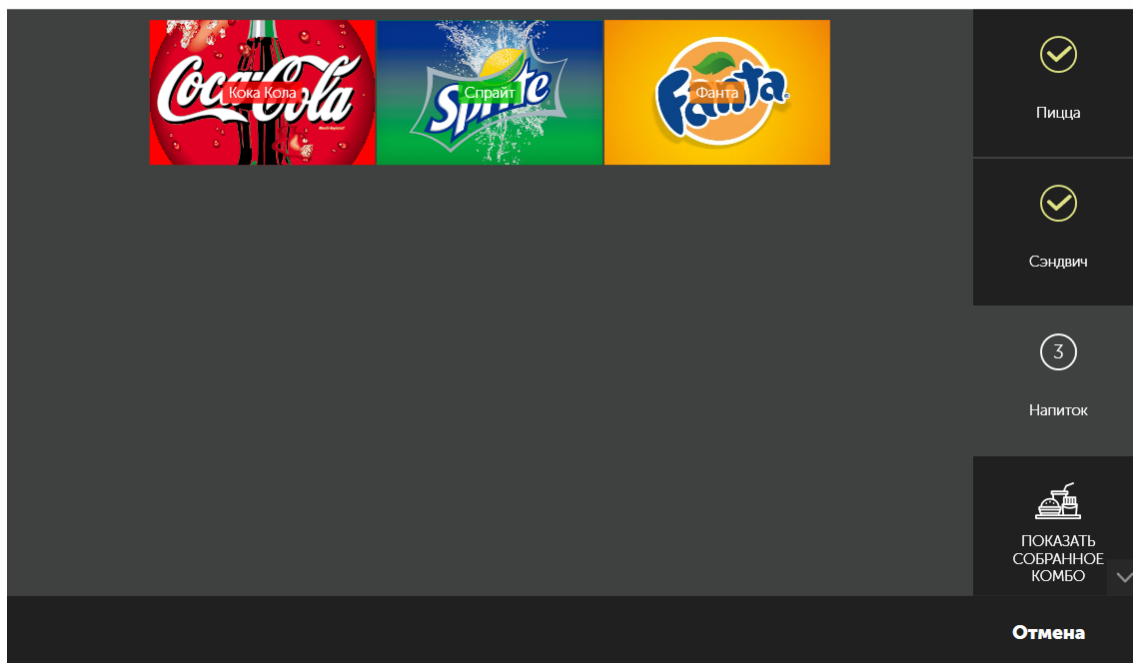 Coca-Cola
Кока Кола
Sprite
Спрайт
Fanta
Фанта
Пицца
Сэндвич
3
Напиток
ПОКАЗАТЬ
СОБРАННОЕ
КОМБО
Отмена